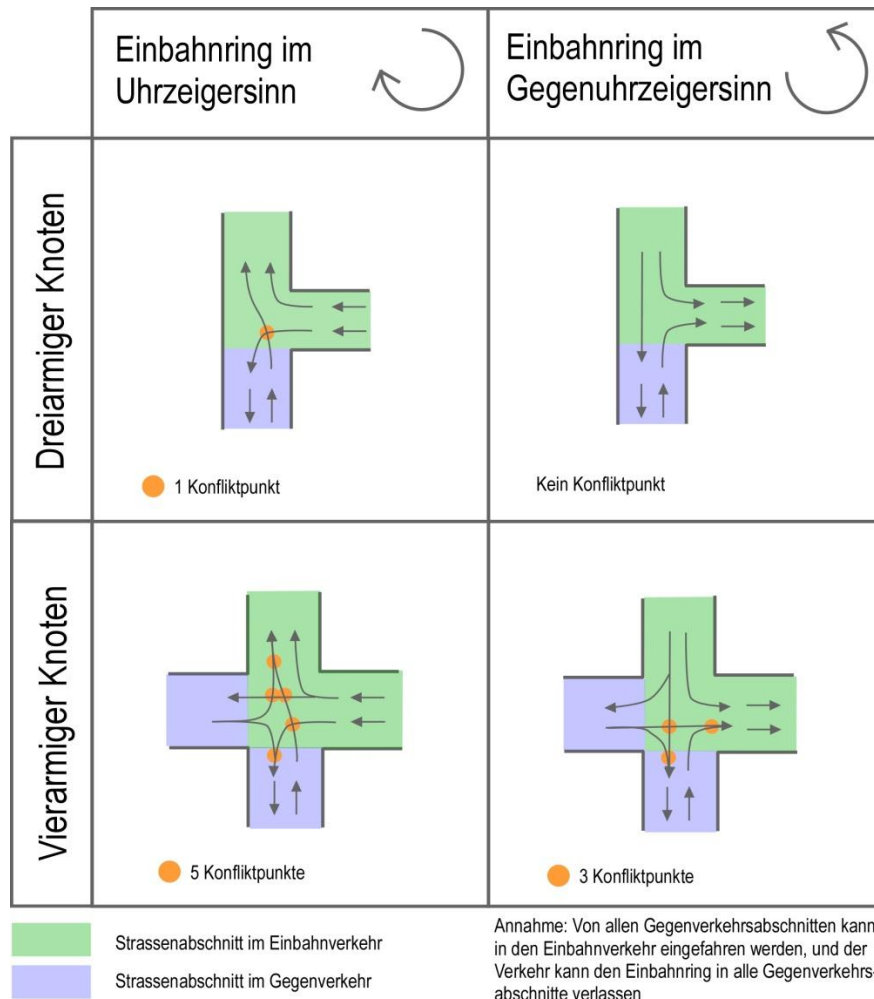 Einbahnring im
Uhrzeigersinn
Einbahnring im
Gegenuhrzeigersinn
Dreiarmiger Knoten
1 Konfliktpunkt
Kein Konfliktpunkt
Vierarmiger Knoten
5 Konfliktpunkte
3 Konfliktpunkte
Strassenabschnitt im Einbahnverkehr
Strassenabschnitt im Gegenverkehr
Annahme: Von allen Gegenverkehrsabschnitten kann
in den Einbahnverkehr eingefahren werden, und der
Verkehr kann den Einbahnring in alle Gegenverkehrs-
abschnitte verlassen